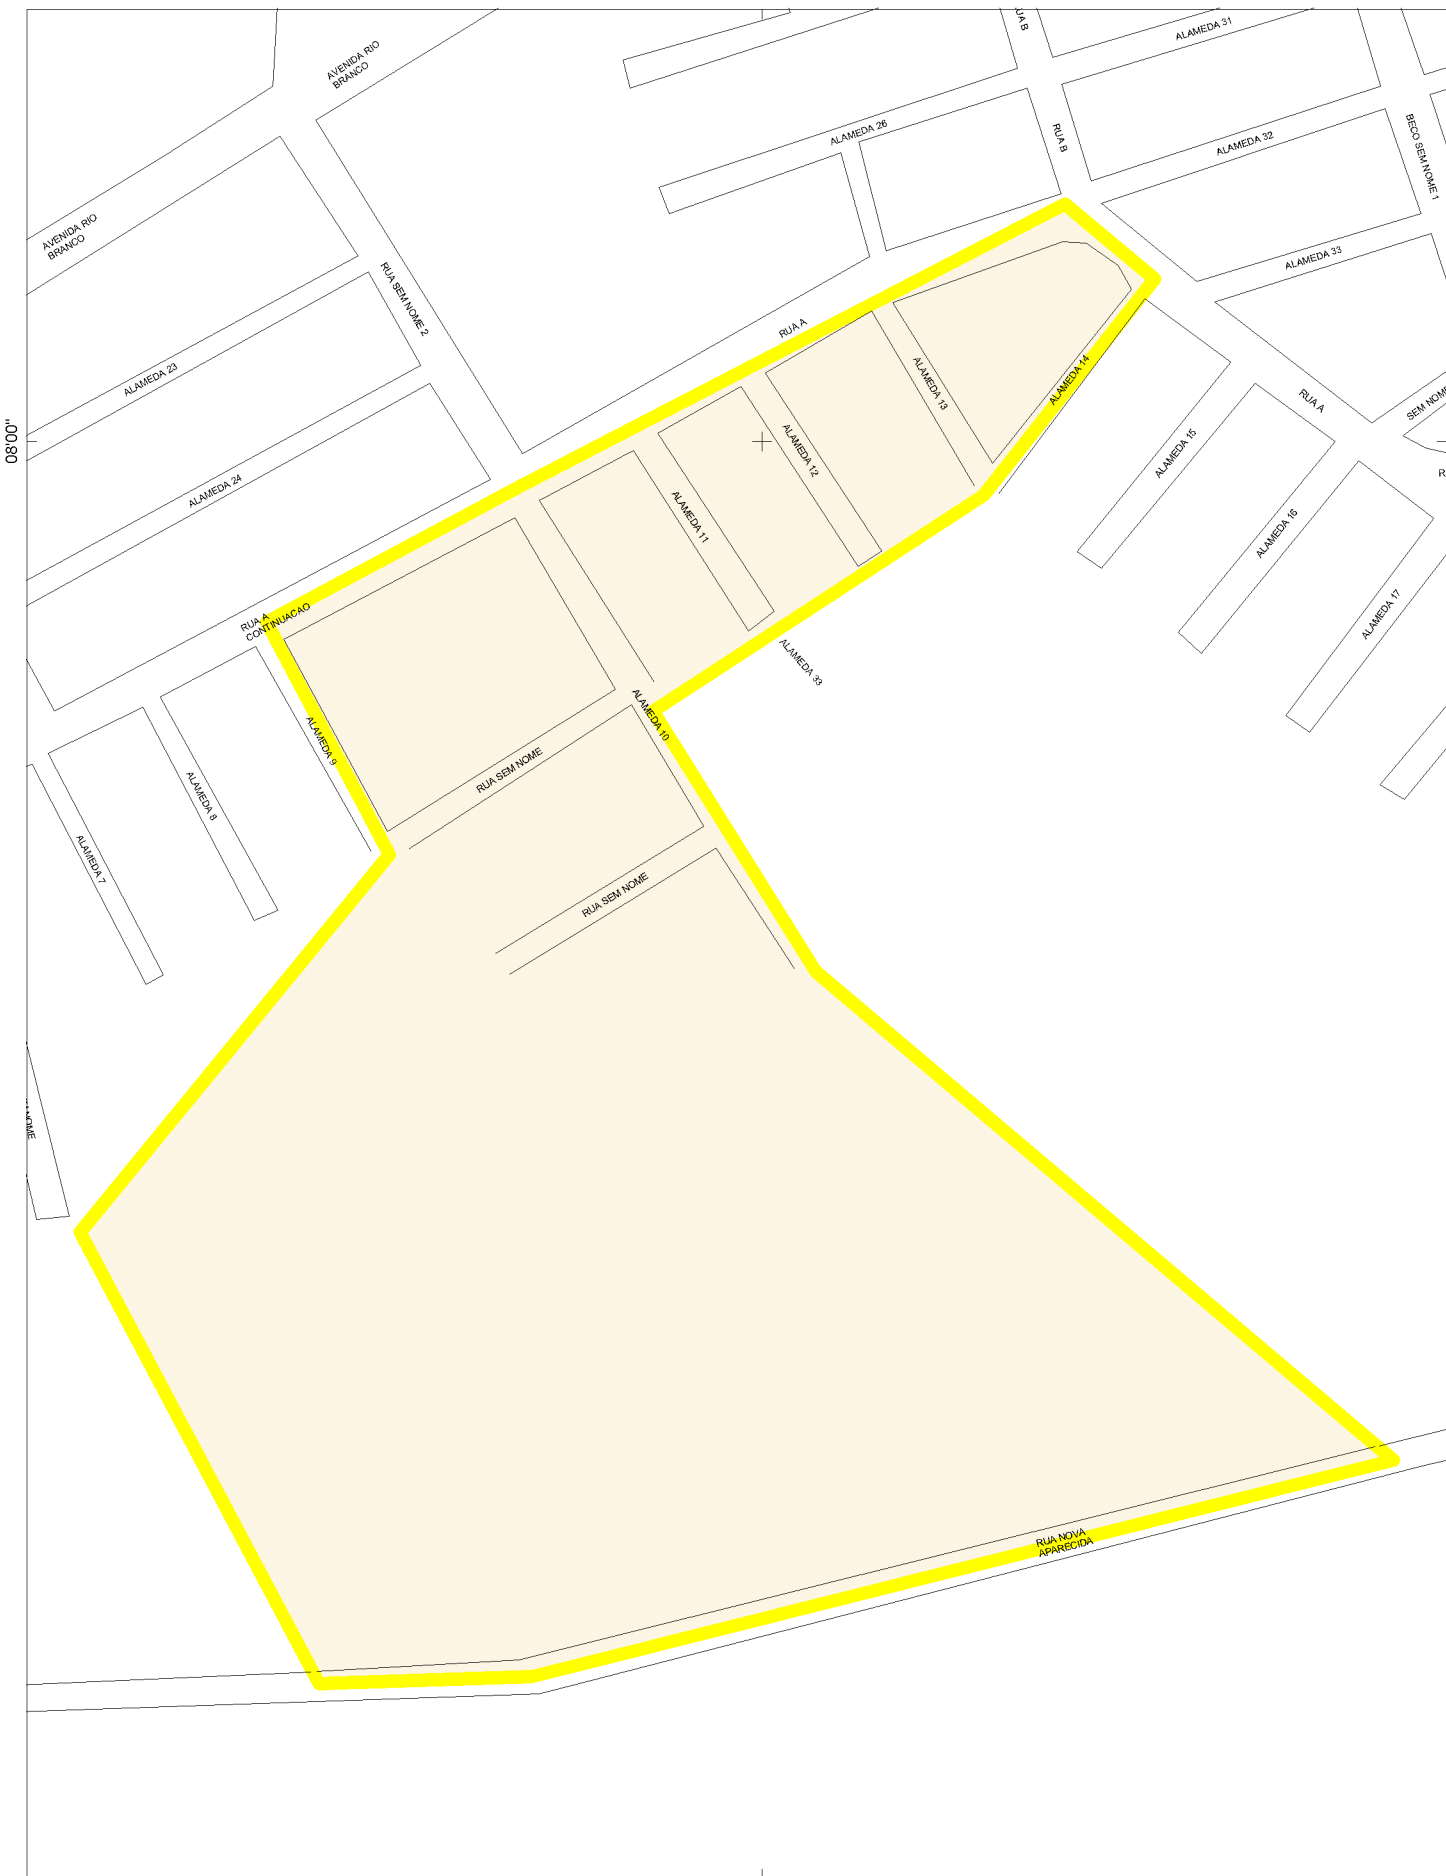 RUA B
ALAMEDA 31
AVENIDA RIO
BRANCO
ALAMEDA 26
RUA B
ALAMEDA 32
BECO SEM NOME 1
AVENIDA RIO
BRANCO
ALAMEDA 33
RUA SEM NOME 2
RUA A
ALAMEDA 23
ALAMEDA 13
ALAMEDA 14
RUA A
SEM NOME
08'00"
ALAMEDA 12
ALAMEDA 15
R
ALAMEDA 24
ALAMEDA 11
ALAMEDA 16
ALAMEDA 17
RUA A
CONTINUACAO
ALAMEDA 33
ALAMEDA 10
ALAMEDA 9
RUA SEM NOME
ALAMEDA 8
ALAMEDA 7
RUA SEM NOME
NOME
RUA NOVA
APARECIDA